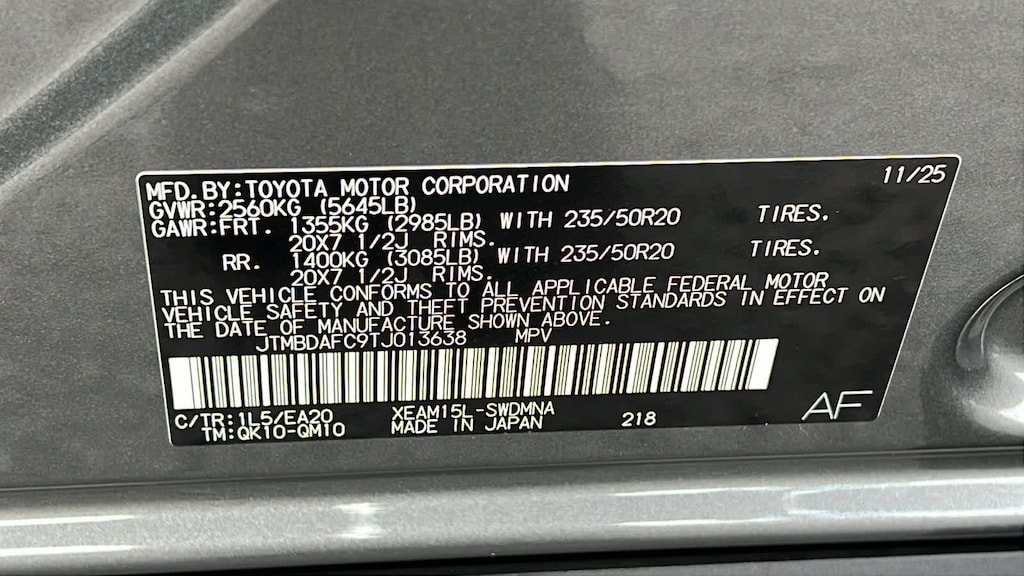 MFD. BY: TOYOTA MOTOR CORPORATION 11/25
GVWR: 2560KG (5645LB)
GAWR: FRT. 1355KG (2985LB) WITH 235/50R20 TIRES.
20X7 1/2J RIMS.
RR. 1400KG (3085LB) WITH 235/50R20 TIRES.
20X7 1/2J RIMS.
THIS VEHICLE CONFORMS TO ALL APPLICABLE FEDERAL MOTOR
VEHICLE SAFETY AND THEFT PREVENTION STANDARDS IN EFFECT ON
THE DATE OF MANUFACTURE SHOWN ABOVE.
JTMBDAFC9TJ013638 MPV
C/TR: 1L5/EA20 XEAM15L-SWDMNA
TM: QK10-QM10 MADE IN JAPAN 218
AF